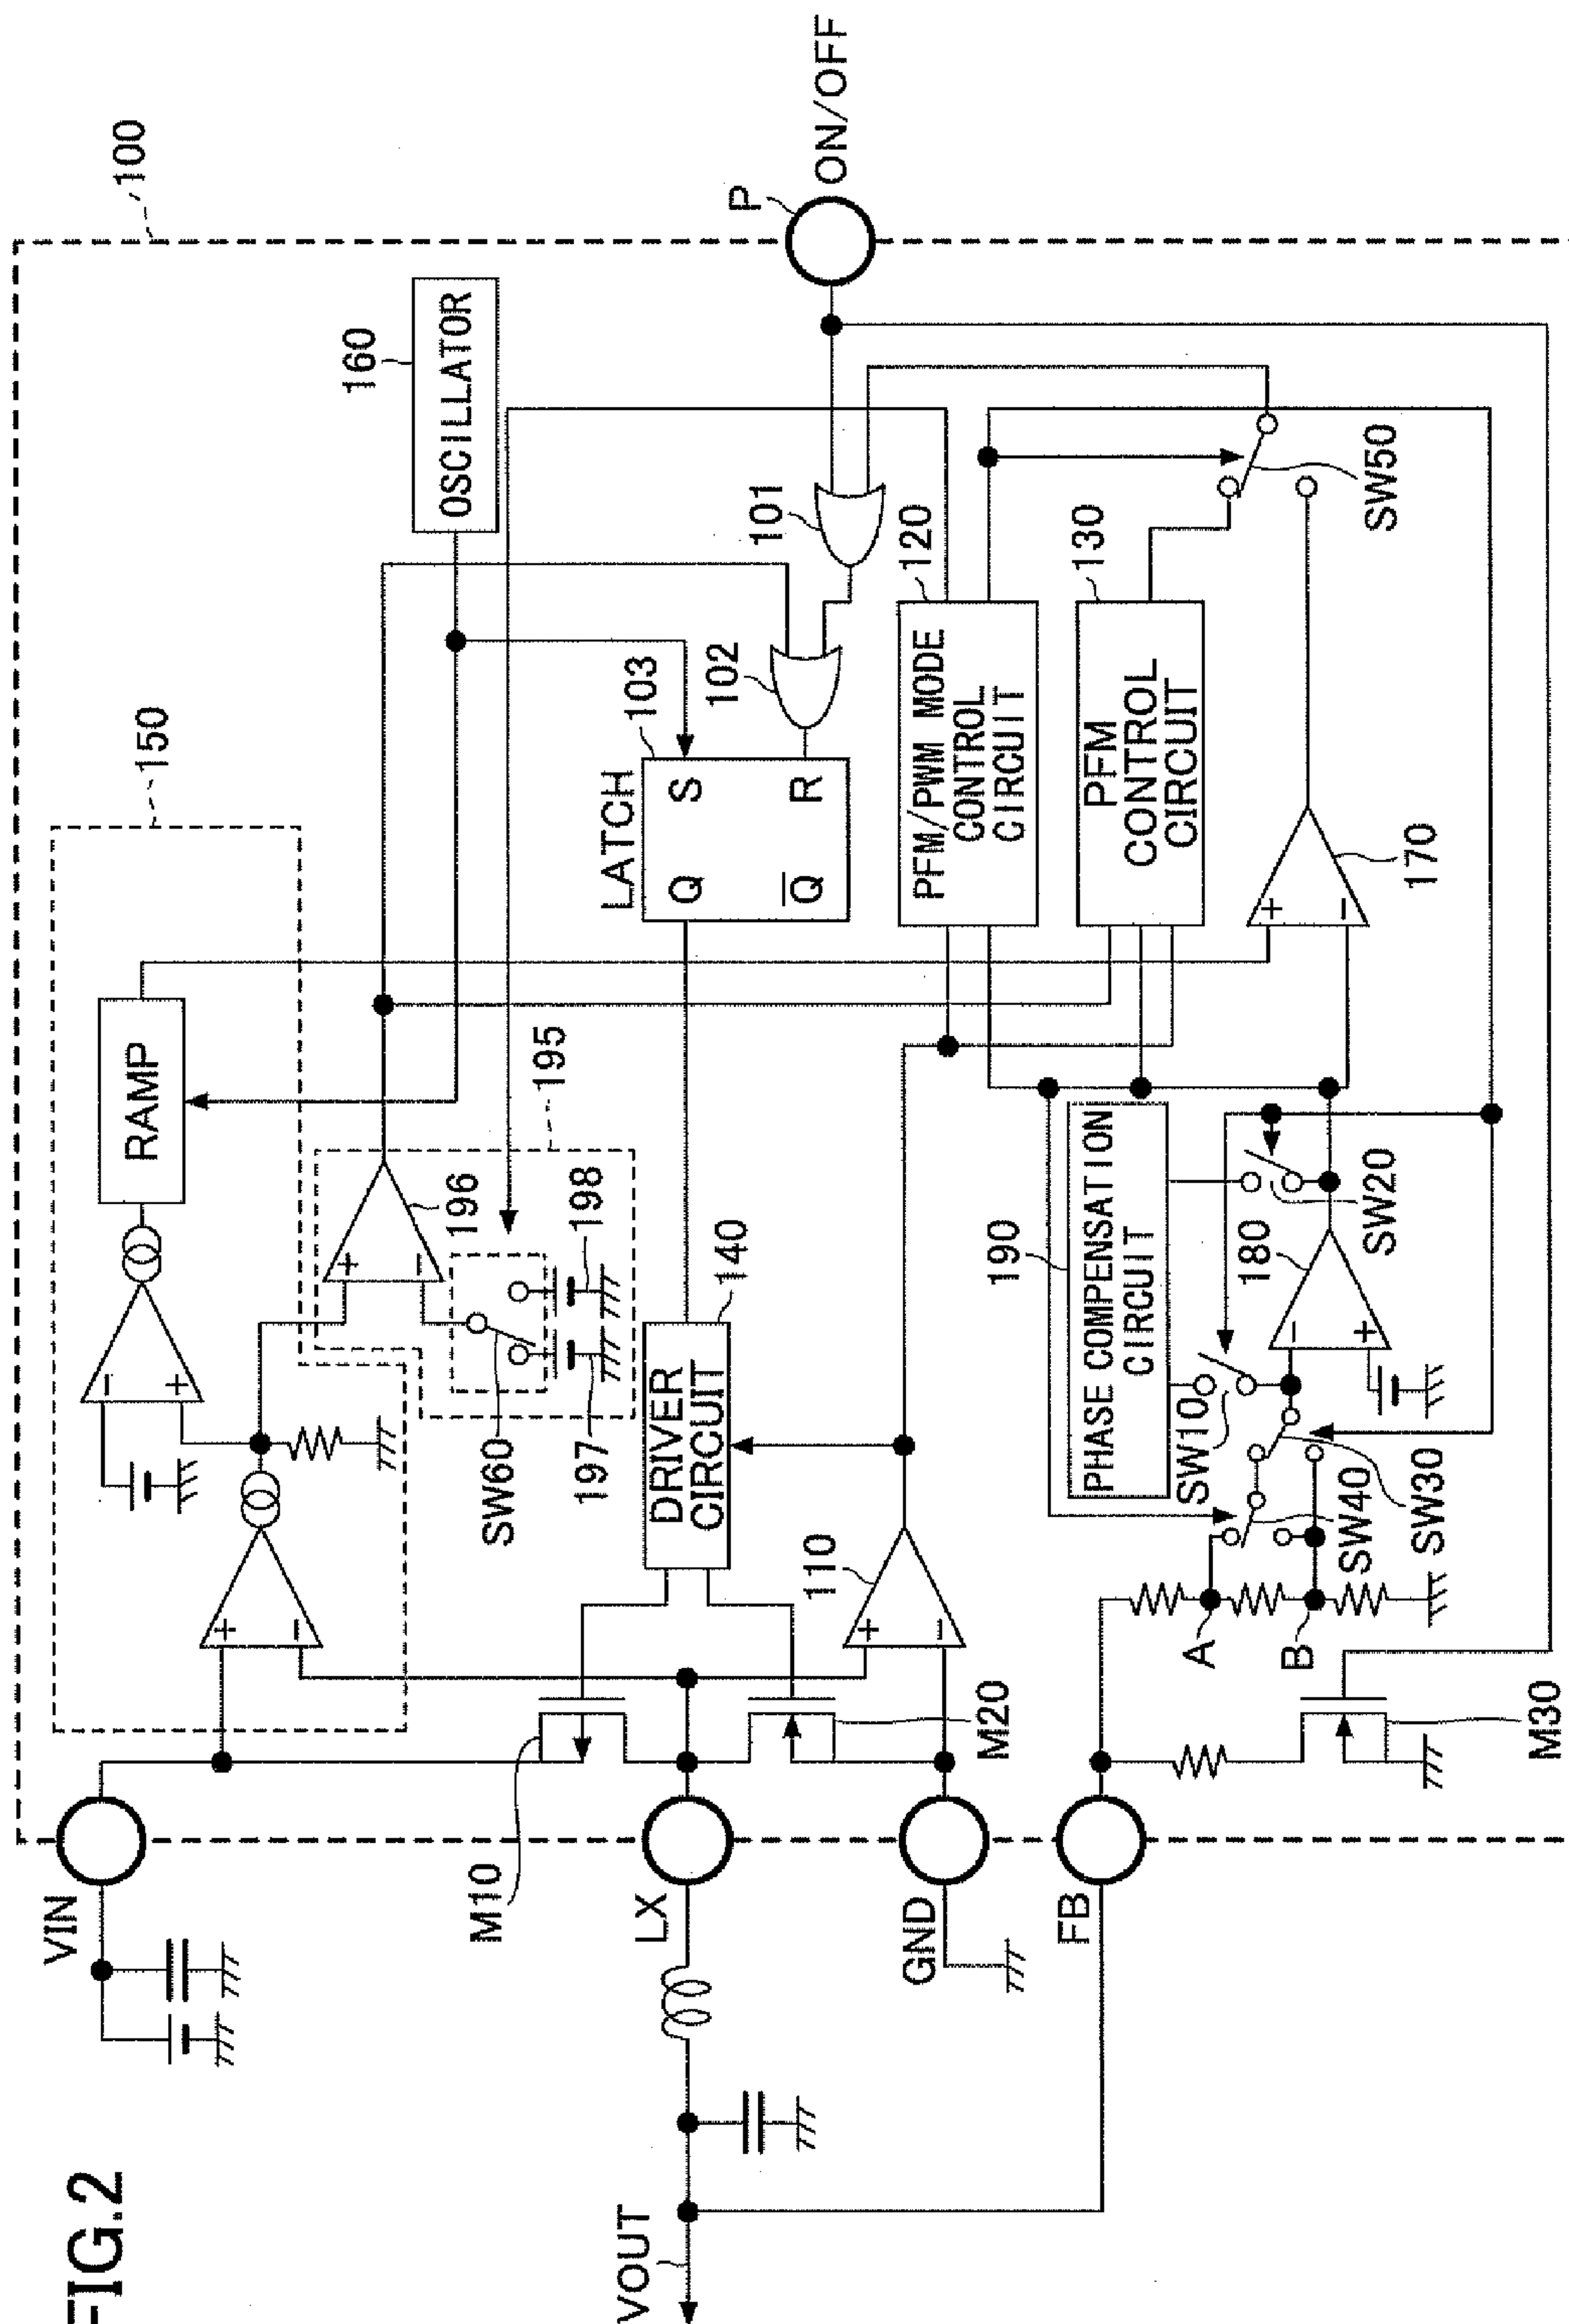 FIG.2
100
150
160
OSCILLATOR
RAMP
195
196
SW60
197
198
LATCH
103
S
Q
R
Q̅
102
101
P
ON/OFF
VIN
M10
LX
VOUT
GND
FB
M20
M30
DRIVER
CIRCUIT
140
110
120
PFM/PWM MODE
CONTROL
CIRCUIT
130
PFM
CONTROL
CIRCUIT
SW50
170
190
PHASE COMPENSATION
CIRCUIT
180
SW10
SW20
SW30
SW40
A
B
+
−
+
−
+
−
+
−
+
−
+
−